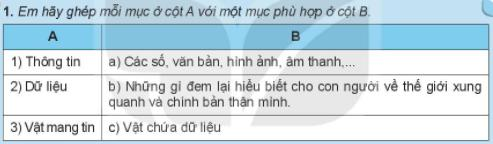 1. Em hãy ghép mỗi mục ở cột A với một mục phù hợp ở cột B.
A B
1) Thông tin a) Các số, văn bản, hình ảnh, âm thanh,...
2) Dữ liệu b) Những gì đem lại hiểu biết cho con người về thế giới xung
quanh và chính bản thân mình.
3) Vật mang tin c) Vật chứa dữ liệu